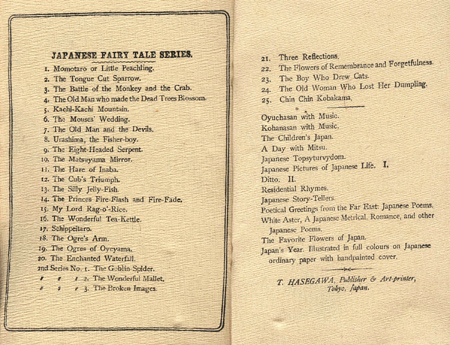 JAPANESE FAIRY TALE SERIES.
1. Momotaro or Little Peachling.
2. The Tongue Cut Sparrow.
3. The Battle of the Monkey and the Crab.
4. The Old Man who made the Dead Trees Blossom.
5. Kachi-Kachi Mountain.
6. The Mouses' Wedding.
7. The Old Man and the Devils.
8. Urashima, the Fisher-boy.
9. The Eight-Headed Serpent.
10. The Matsuyama Mirror.
11. The Hare of Inaba.
12. The Cub's Triumph.
13. The Silly Jelly-Fish.
14. The Princes Fire-Flash and Fire-Fade.
15. My Lord Bag-o'-Rice.
16. The Wonderful Tea-Kettle.
17. Schippeitaro.
18. The Ogre's Arm.
19. The Ogres of Oyeyama.
20. The Enchanted Waterfall.
2nd Series No. 1. The Goblin-Spider.
" " " 2. The Wonderful Mallet.
" " " 3. The Broken Images.
21. Three Reflections.
22. The Flowers of Remembrance and Forgetfulness.
23. The Boy Who Drew Cats.
24. The Old Woman Who Lost Her Dumpling.
25. Chin Chin Kobakama.
Oyuchasan with Music.
Kohanasan with Music.
The Children's Japan.
A Day with Mitsu.
Japanese Topsyturvydom.
Japanese Pictures of Japanese Life. I.
Ditto. II.
Residential Rhymes.
Japanese Story-Tellers.
Poetical Greetings from the Far East: Japanese Poems.
White Aster, A Japanese Metrical, Romance, and other
Japanese Poems.
The Favorite Flowers of Japan.
Japan's Year. Illustrated in full colours on Japanese
ordinary paper with handpainted cover.
T. HASEGAWA, Publisher & Art-printer,
Tokyo, Japan.